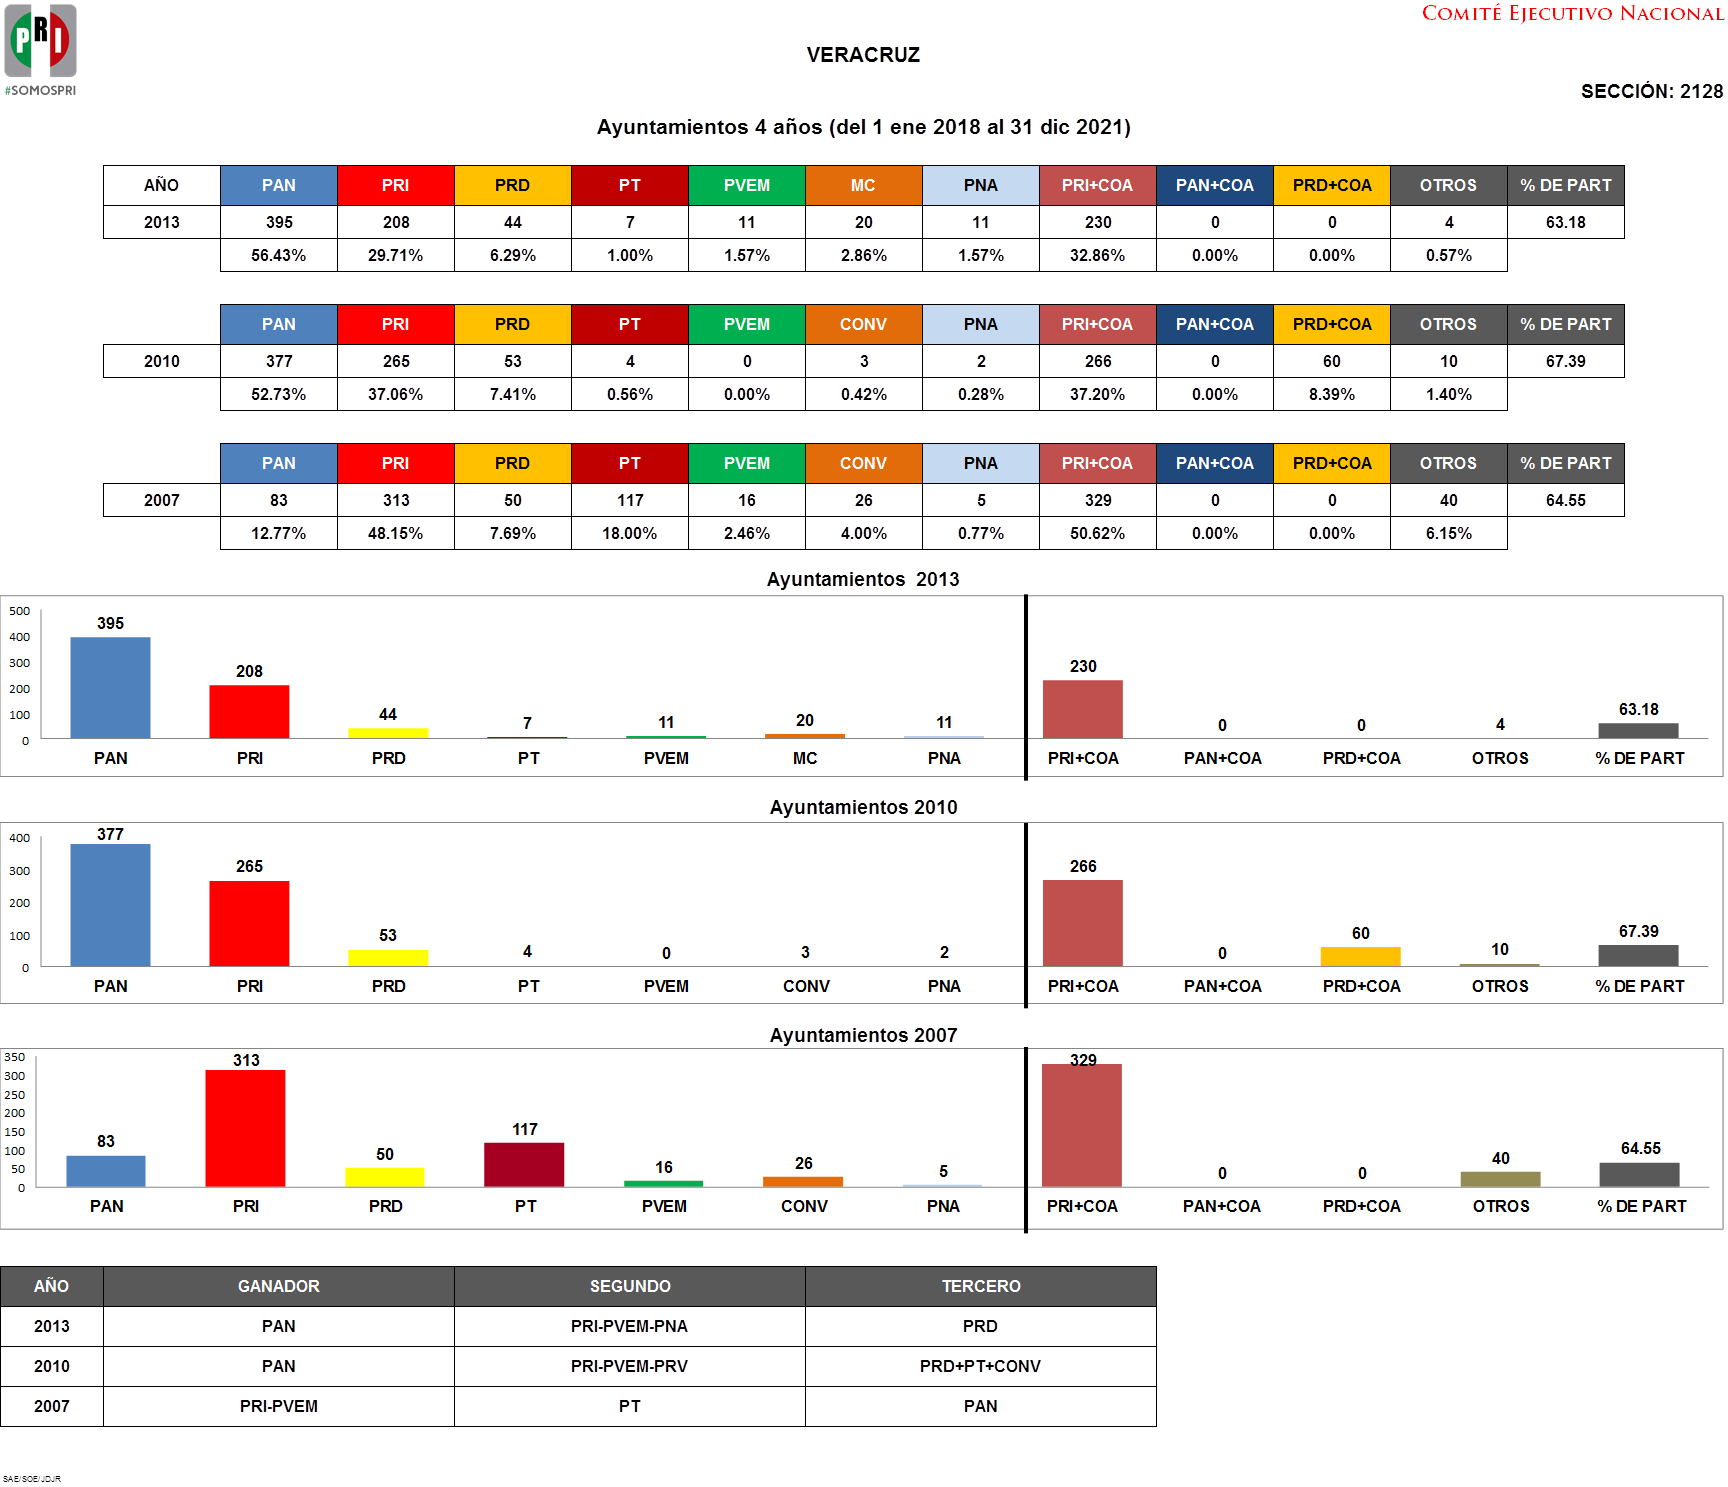 PRI
#SOMOSPRI
COMITÉ EJECUTIVO NACIONAL
VERACRUZ
SECCIÓN: 2128
Ayuntamientos 4 años (del 1 ene 2018 al 31 dic 2021)
AÑO PAN PRI PRD PT PVEM MC PNA PRI+COA PAN+COA PRD+COA OTROS % DE PART
2013 395 208 44 7 11 20 11 230 0 0 4 63.18
56.43% 29.71% 6.29% 1.00% 1.57% 2.86% 1.57% 32.86% 0.00% 0.00% 0.57%
PAN PRI PRD PT PVEM CONV PNA PRI+COA PAN+COA PRD+COA OTROS % DE PART
2010 377 265 53 4 0 3 2 266 0 60 10 67.39
52.73% 37.06% 7.41% 0.56% 0.00% 0.42% 0.28% 37.20% 0.00% 8.39% 1.40%
PAN PRI PRD PT PVEM CONV PNA PRI+COA PAN+COA PRD+COA OTROS % DE PART
2007 83 313 50 117 16 26 5 329 0 0 40 64.55
12.77% 48.15% 7.69% 18.00% 2.46% 4.00% 0.77% 50.62% 0.00% 0.00% 6.15%
Ayuntamientos 2013
500
400
300
200
100
0
395 208 44 7 11 20 11 230 0 0 4 63.18
PAN PRI PRD PT PVEM MC PNA PRI+COA PAN+COA PRD+COA OTROS % DE PART
Ayuntamientos 2010
400
300
200
100
0
377 265 53 4 0 3 2 266 0 60 10 67.39
PAN PRI PRD PT PVEM CONV PNA PRI+COA PAN+COA PRD+COA OTROS % DE PART
Ayuntamientos 2007
350
300
250
200
150
100
50
0
83 313 50 117 16 26 5 329 0 0 40 64.55
PAN PRI PRD PT PVEM CONV PNA PRI+COA PAN+COA PRD+COA OTROS % DE PART
AÑO GANADOR SEGUNDO TERCERO
2013 PAN PRI-PVEM-PNA PRD
2010 PAN PRI-PVEM-PRV PRD+PT+CONV
2007 PRI-PVEM PT PAN
SAE/SOE/JDJR